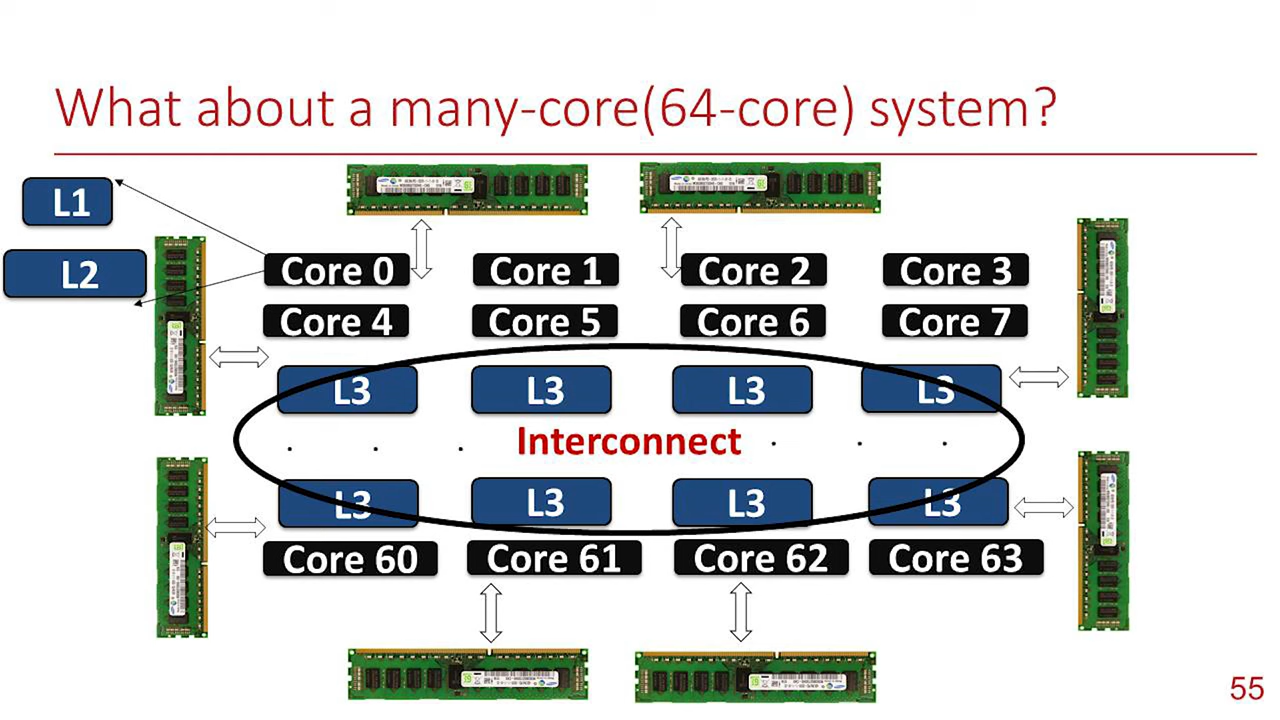 What about a many-core(64-core) system?
L1
L2
Core 0 Core 1 Core 2 Core 3
Core 4 Core 5 Core 6 Core 7
L3 L3 L3 L3
. . . Interconnect . . .
L3 L3 L3 L3
Core 60 Core 61 Core 62 Core 63
55